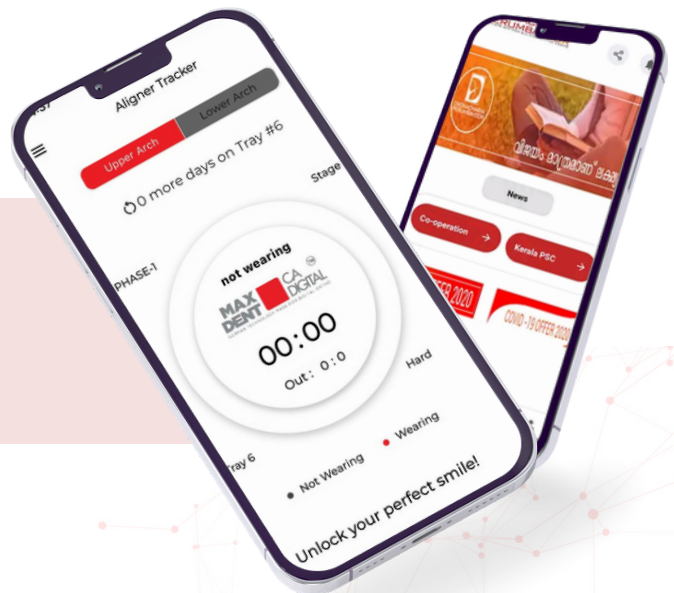 Aligner Tracker
Upper Arch
Lower Arch
0 more days on Tray #6
Stage
PHASE-1
not wearing
MAX
DENT
CA
DIGITAL
00:00
Out: 0:0
Hard
Tray 6
Not Wearing
Wearing
Unlock your perfect smile!
വിജയം മാത്രമാണ്
News
Co-operation
Kerala PSC
OFFER 2020
COVID -19 OFFER 2020